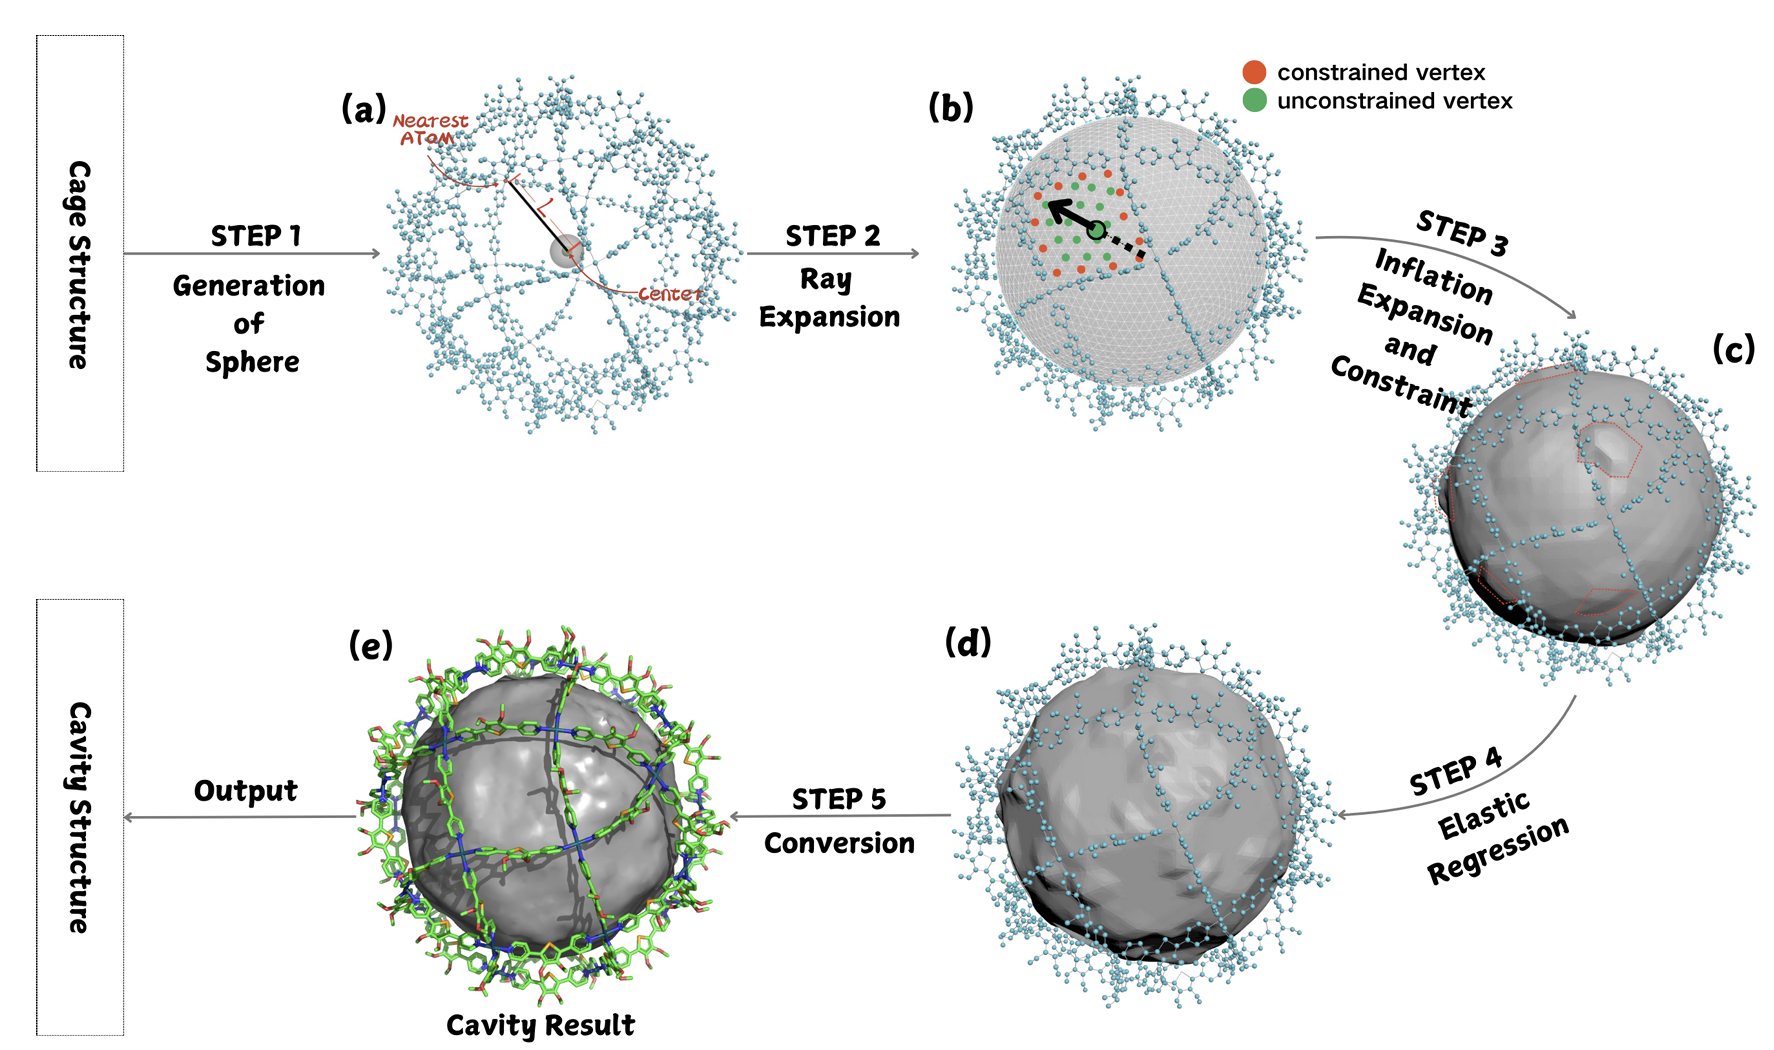 Cage Structure
STEP 1
Generation
of
Sphere
(a)
Nearest
ATOM
L
Center
STEP 2
Ray
Expansion
(b)
constrained vertex
unconstrained vertex
STEP 3
Inflation
Expansion
and
Constraint
(c)
STEP 4
Elastic
Regression
(d)
STEP 5
Conversion
(e)
Cavity Result
Output
Cavity Structure